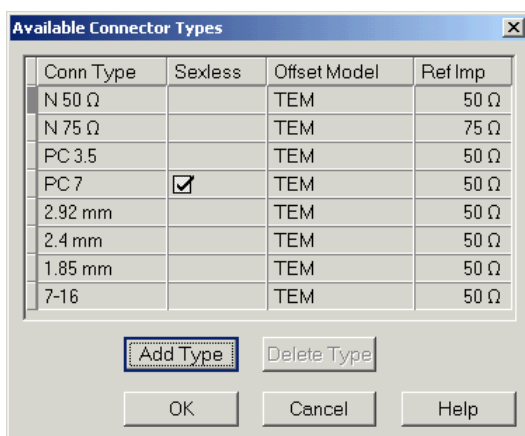 Available Connector Types
Conn Type Sexless Offset Model Ref Imp
N 50 Ω TEM 50 Ω
N 75 Ω TEM 75 Ω
PC 3.5 TEM 50 Ω
PC 7 TEM 50 Ω
2.92 mm TEM 50 Ω
2.4 mm TEM 50 Ω
1.85 mm TEM 50 Ω
7-16 TEM 50 Ω
Add Type Delete Type
OK Cancel Help